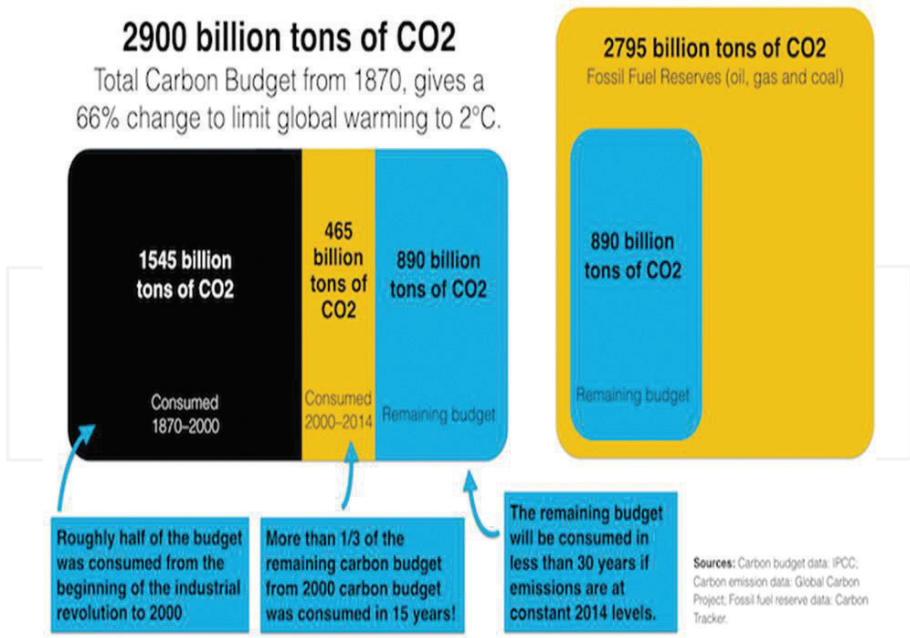 2900 billion tons of CO2
Total Carbon Budget from 1870, gives a
66% change to limit global warming to 2°C.
1545 billion
tons of CO2
Consumed
1870–2000
465
billion
tons of
CO2
Consumed
2000–2014
890 billion
tons of CO2
Remaining budget
2795 billion tons of CO2
Fossil Fuel Reserves (oil, gas and coal)
890 billion
tons of CO2
Remaining budget
Roughly half of the budget
was consumed from the
beginning of the industrial
revolution to 2000
More than 1/3 of the
remaining carbon budget
from 2000 carbon budget
was consumed in 15 years!
The remaining budget
will be consumed in
less than 30 years if
emissions are at
constant 2014 levels.
Sources: Carbon budget data: IPCC;
Carbon emission data: Global Carbon
Project; Fossil fuel reserve data: Carbon
Tracker.